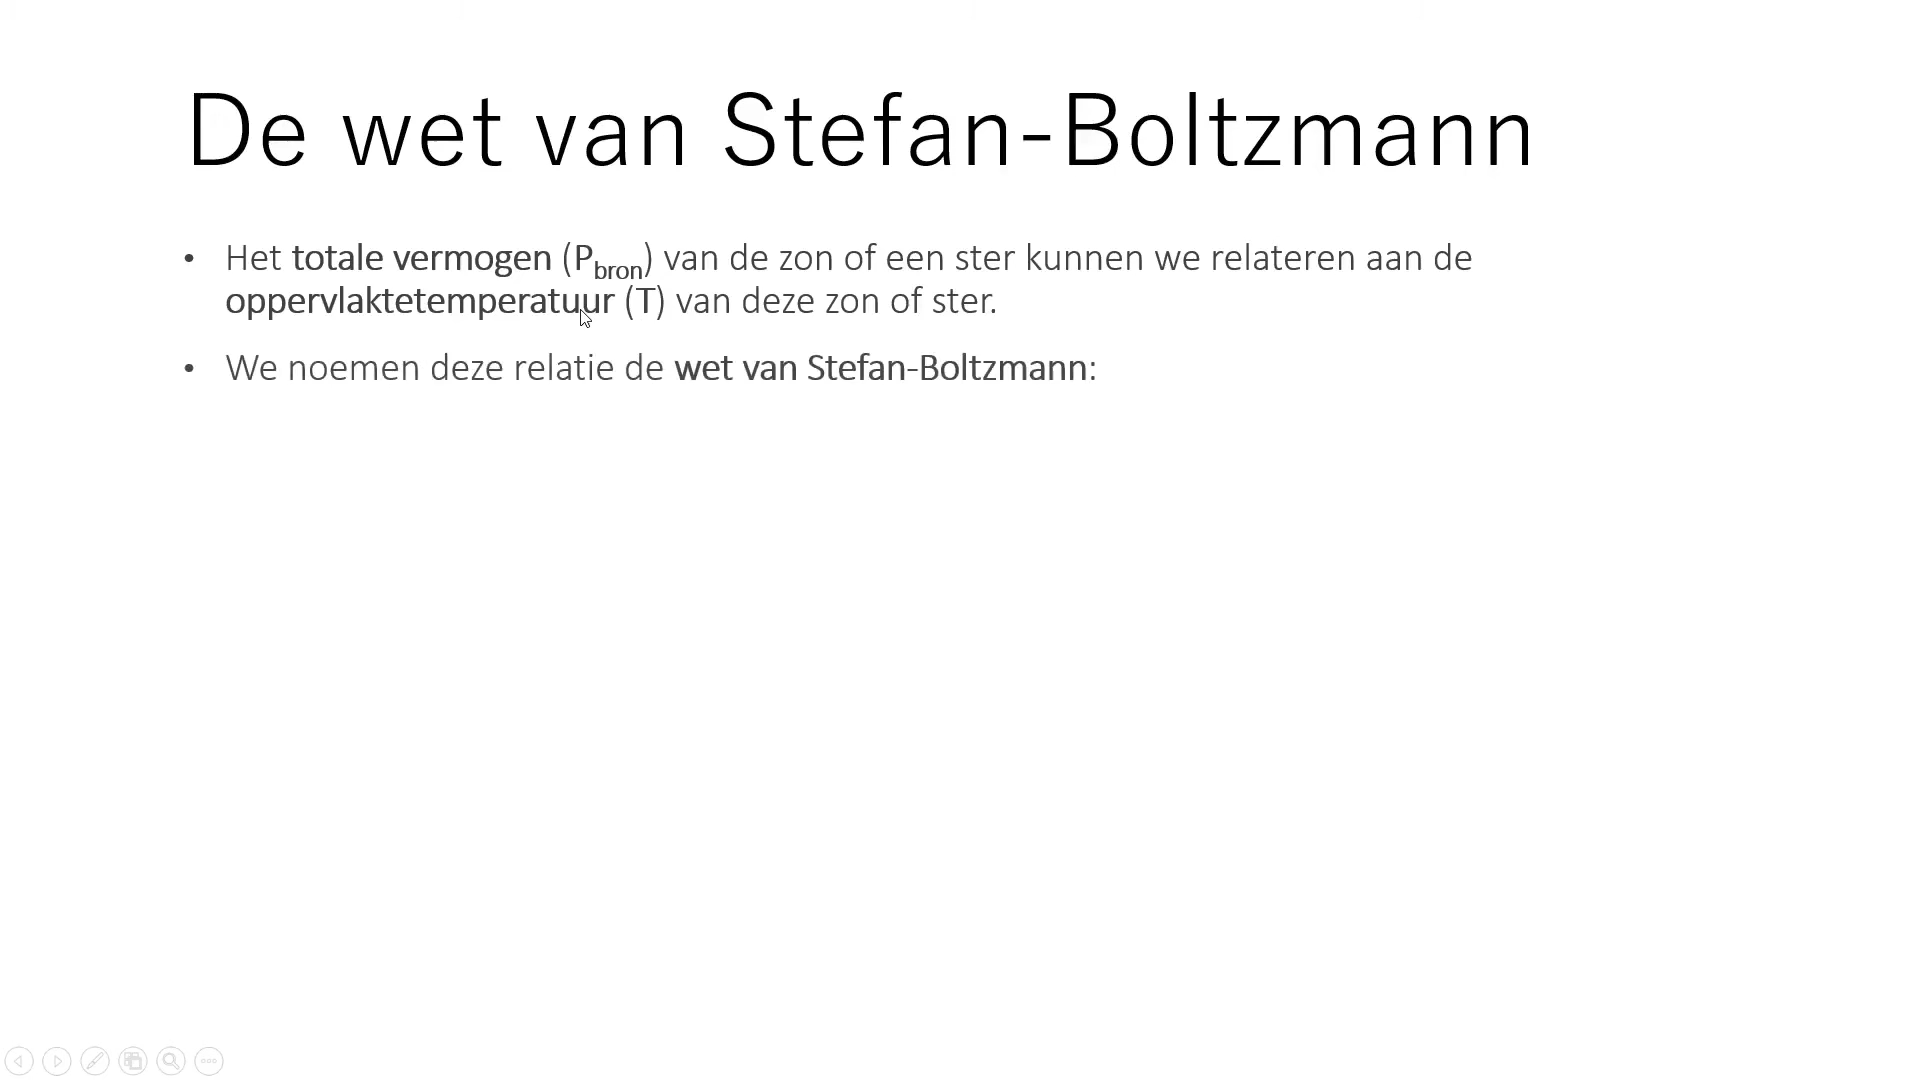 De wet van Stefan-Boltzmann
• Het totale vermogen (P_bron) van de zon of een ster kunnen we relateren aan de
oppervlaktetemperatuur (T) van deze zon of ster.
• We noemen deze relatie de wet van Stefan-Boltzmann: